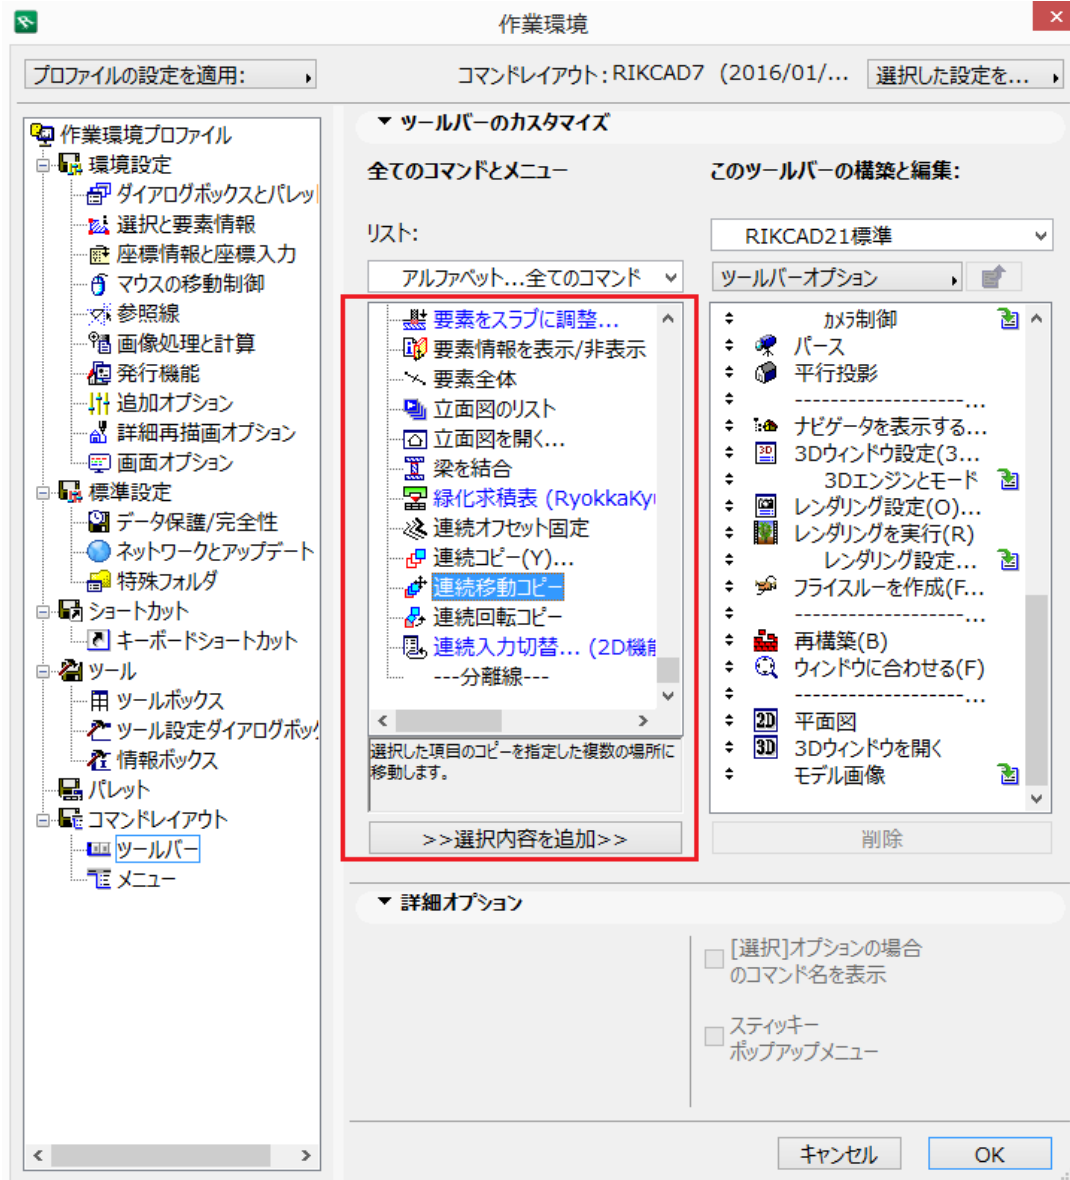 作業環境
プロファイルの設定を適用:
コマンドレイアウト : RIKCAD7 (2016/01/...
選択した設定を...
作業環境プロファイル
環境設定
ダイアログボックスとパレッ
選択と要素情報
座標情報と座標入力
マウスの移動制御
参照線
画像処理と計算
発行機能
追加オプション
詳細再描画オプション
画面オプション
標準設定
データ保護/完全性
ネットワークとアップデート
特殊フォルダ
ショートカット
キーボードショートカット
ツール
ツールボックス
ツール設定ダイアログボッ
情報ボックス
パレット
コマンドレイアウト
ツールバー
メニュー
ツールバーのカスタマイズ
全てのコマンドとメニュー
リスト:
アルファベット...全てのコマンド
要素をスラブに調整...
要素情報を表示/非表示
要素全体
立面図のリスト
立面図を開く...
梁を結合
緑化求積表 (RyokkaKyu
連続オフセット固定
連続コピー(Y)...
連続移動コピー
連続回転コピー
連続入力切替... (2D機能
---分離線---
選択した項目のコピーを指定した複数の場所に
移動します。
>>選択内容を追加>>
このツールバーの構築と編集:
RIKCAD21標準
ツールバーオプション
カメラ制御
パース
平行投影
-------------------...
ナビゲータを表示する...
3Dウィンドウ設定(3...
3Dエンジンとモード
レンダリング設定(O)...
レンダリングを実行(R)
レンダリング設定...
フライスルーを作成(F...
-------------------...
再構築(B)
ウィンドウに合わせる(F)
-------------------...
2D 平面図
3D 3Dウィンドウを開く
モデル画像
削除
詳細オプション
[選択]オプションの場合
のコマンド名を表示
スティッキー
ポップアップメニュー
キャンセル
OK